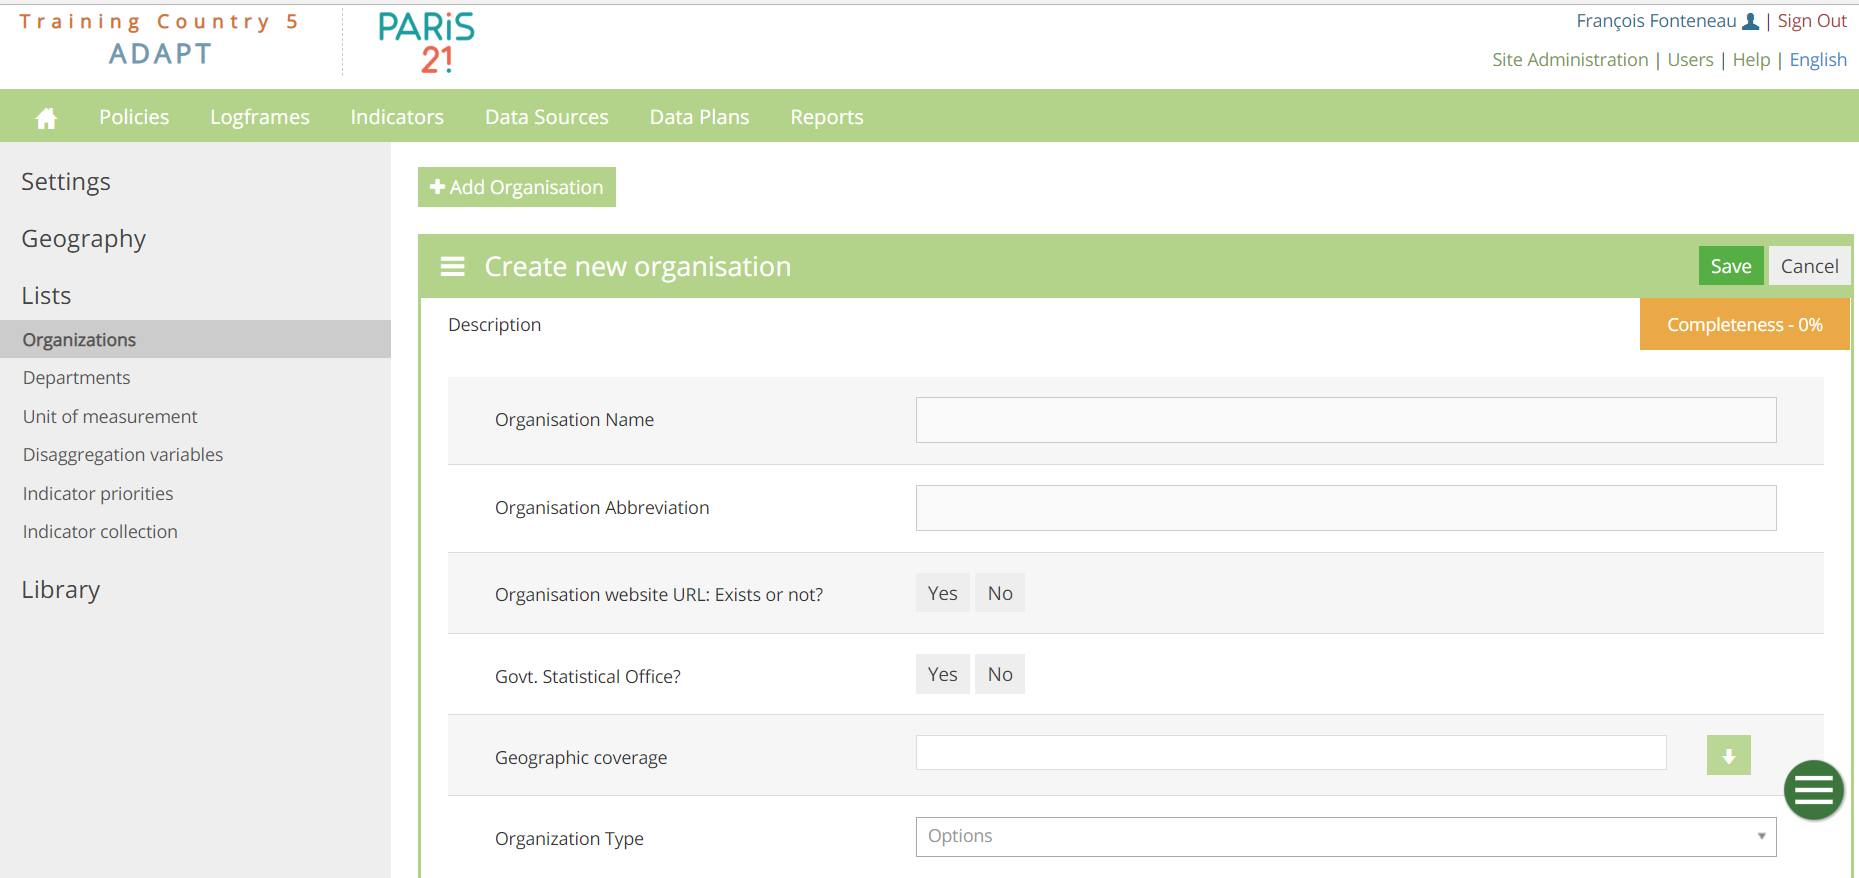 Training Country 5
ADAPT
PARiS
21!
François Fonteneau | Sign Out
Site Administration | Users | Help | English
Policies Logframes Indicators Data Sources Data Plans Reports
Settings
Geography
Lists
Organizations
Departments
Unit of measurement
Disaggregation variables
Indicator priorities
Indicator collection
Library
Add Organisation
Create new organisation
Save Cancel
Description
Completeness - 0%
Organisation Name
Organisation Abbreviation
Organisation website URL: Exists or not? Yes No
Govt. Statistical Office? Yes No
Geographic coverage
Organization Type Options